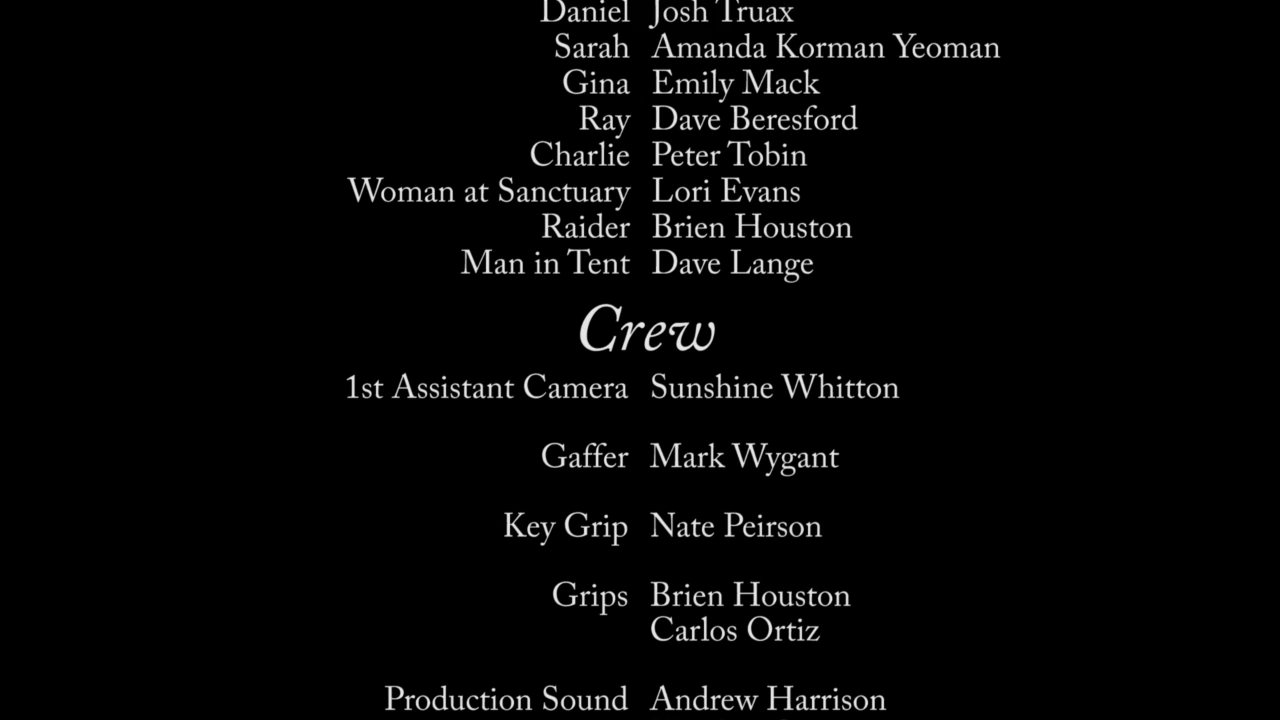 Daniel Josh Truax
Sarah Amanda Korman Yeoman
Gina Emily Mack
Ray Dave Beresford
Charlie Peter Tobin
Woman at Sanctuary Lori Evans
Raider Brien Houston
Man in Tent Dave Lange
Crew
1st Assistant Camera Sunshine Whitton
Gaffer Mark Wygant
Key Grip Nate Peirson
Grips Brien Houston
Carlos Ortiz
Production Sound Andrew Harrison